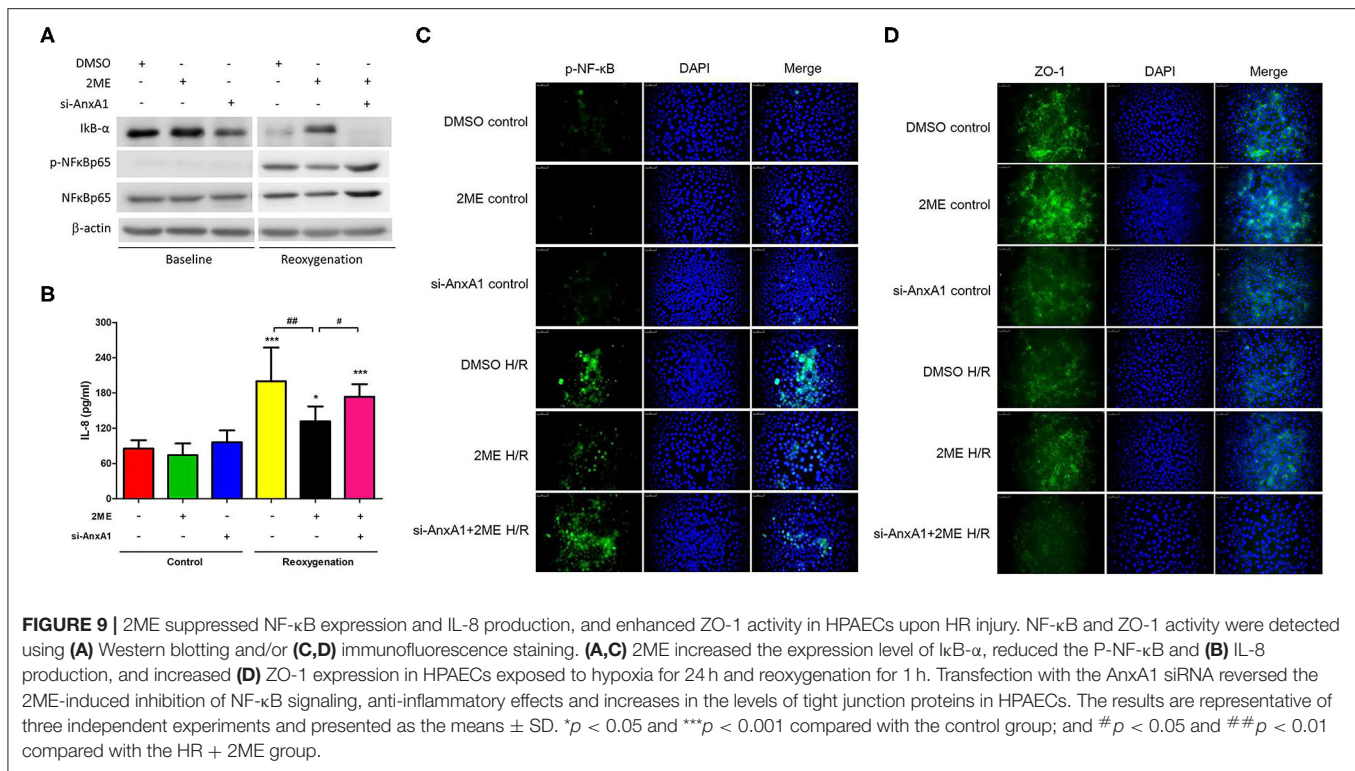 A
DMSO + - - + - -
2ME - + - - + +
si-AnxA1 - - + - - +
IkB-α
p-NFκBp65
NFκBp65
β-actin
Baseline Reoxygenation
B
IL-8 (pg/ml)
300
240
180
120
60
0
## #
*** * ***
2ME - + - - + +
si-AnxA1 - - + - - +
Control Reoxygenation
C
p-NF-κB DAPI Merge
DMSO control
2ME control
si-AnxA1 control
DMSO H/R
2ME H/R
si-AnxA1+2ME H/R
D
ZO-1 DAPI Merge
DMSO control
2ME control
si-AnxA1 control
DMSO H/R
2ME H/R
si-AnxA1+2ME H/R
FIGURE 9 | 2ME suppressed NF-κB expression and IL-8 production, and enhanced ZO-1 activity in HPAECs upon HR injury. NF-κB and ZO-1 activity were detected
using (A) Western blotting and/or (C,D) immunofluorescence staining. (A,C) 2ME increased the expression level of IκB-α, reduced the P-NF-κB and (B) IL-8
production, and increased (D) ZO-1 expression in HPAECs exposed to hypoxia for 24 h and reoxygenation for 1 h. Transfection with the AnxA1 siRNA reversed the
2ME-induced inhibition of NF-κB signaling, anti-inflammatory effects and increases in the levels of tight junction proteins in HPAECs. The results are representative of
three independent experiments and presented as the means ± SD. *p < 0.05 and ***p < 0.001 compared with the control group; and #p < 0.05 and ##p < 0.01
compared with the HR + 2ME group.